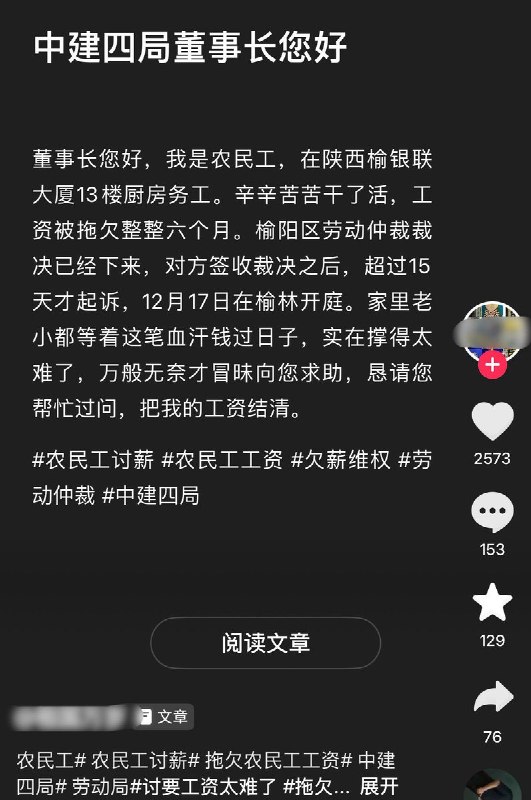 中建四局董事长您好
董事长您好，我是农民工，在陕西榆银联
大厦13楼厨房务工。辛辛苦苦干了活，工
资被拖欠整整六个月。榆阳区劳动仲裁裁
决已经下来，对方签收裁决之后，超过15
天才起诉，12月17日在榆林开庭。家里老
小都等着这笔血汗钱过日子，实在撑得太
难了，万般无奈才冒昧向您求助，恳请您
帮忙过问，把我的工资结清。
#农民工讨薪 #农民工工资 #欠薪维权 #劳
动仲裁 #中建四局
2573
153
129
76
阅读文章
文章
农民工# 农民工讨薪# 拖欠农民工工资# 中建
四局# 劳动局#讨要工资太难了 #拖欠... 展开